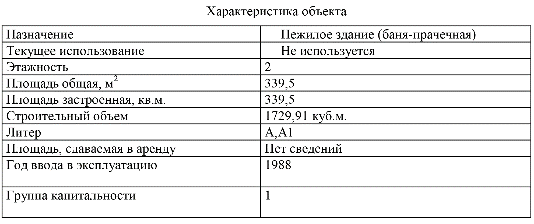 Характеристика объекта
Назначение Нежилое здание (баня-прачечная)
Текущее использование Не используется
Этажность 2
Площадь общая, м2 339,5
Площадь застроенная, кв.м. 339,5
Строительный объем 1729,91 куб.м.
Литер А,А1
Площадь, сдаваемая в аренду Нет сведений
Год ввода в эксплуатацию 1988
Группа капитальности 1